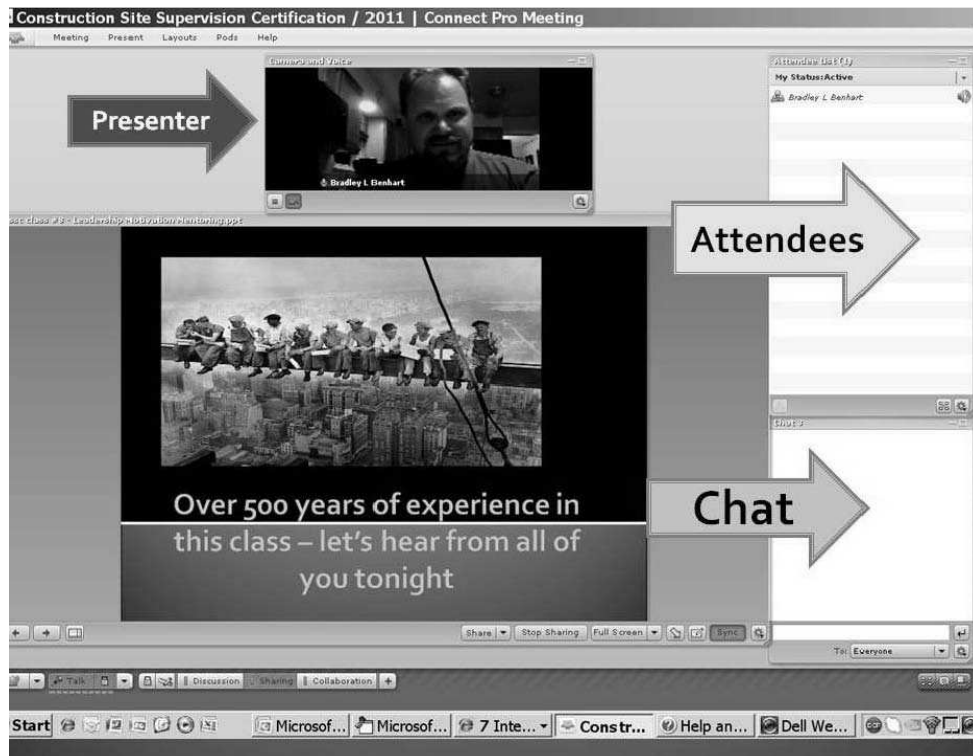 Construction Site Supervision Certification / 2011 | Connect Pro Meeting
Meeting Present Layouts Pods Help
Camera and Voice
Attendee List (1)
My Status:Active
Bradley L Benhart
Presenter
Bradley L Benhart
class #8 - Leadership Motivation Mentoring.ppt
Attendees
Over 500 years of experience in
this class – let's hear from all of
you tonight
Chat
Share Stop Sharing Full Screen Sync
To: Everyone
Talk Discussion Sharing Collaboration +
Start Microsof... Microsof... 7 Inte... Constr... Help an... Dell We...